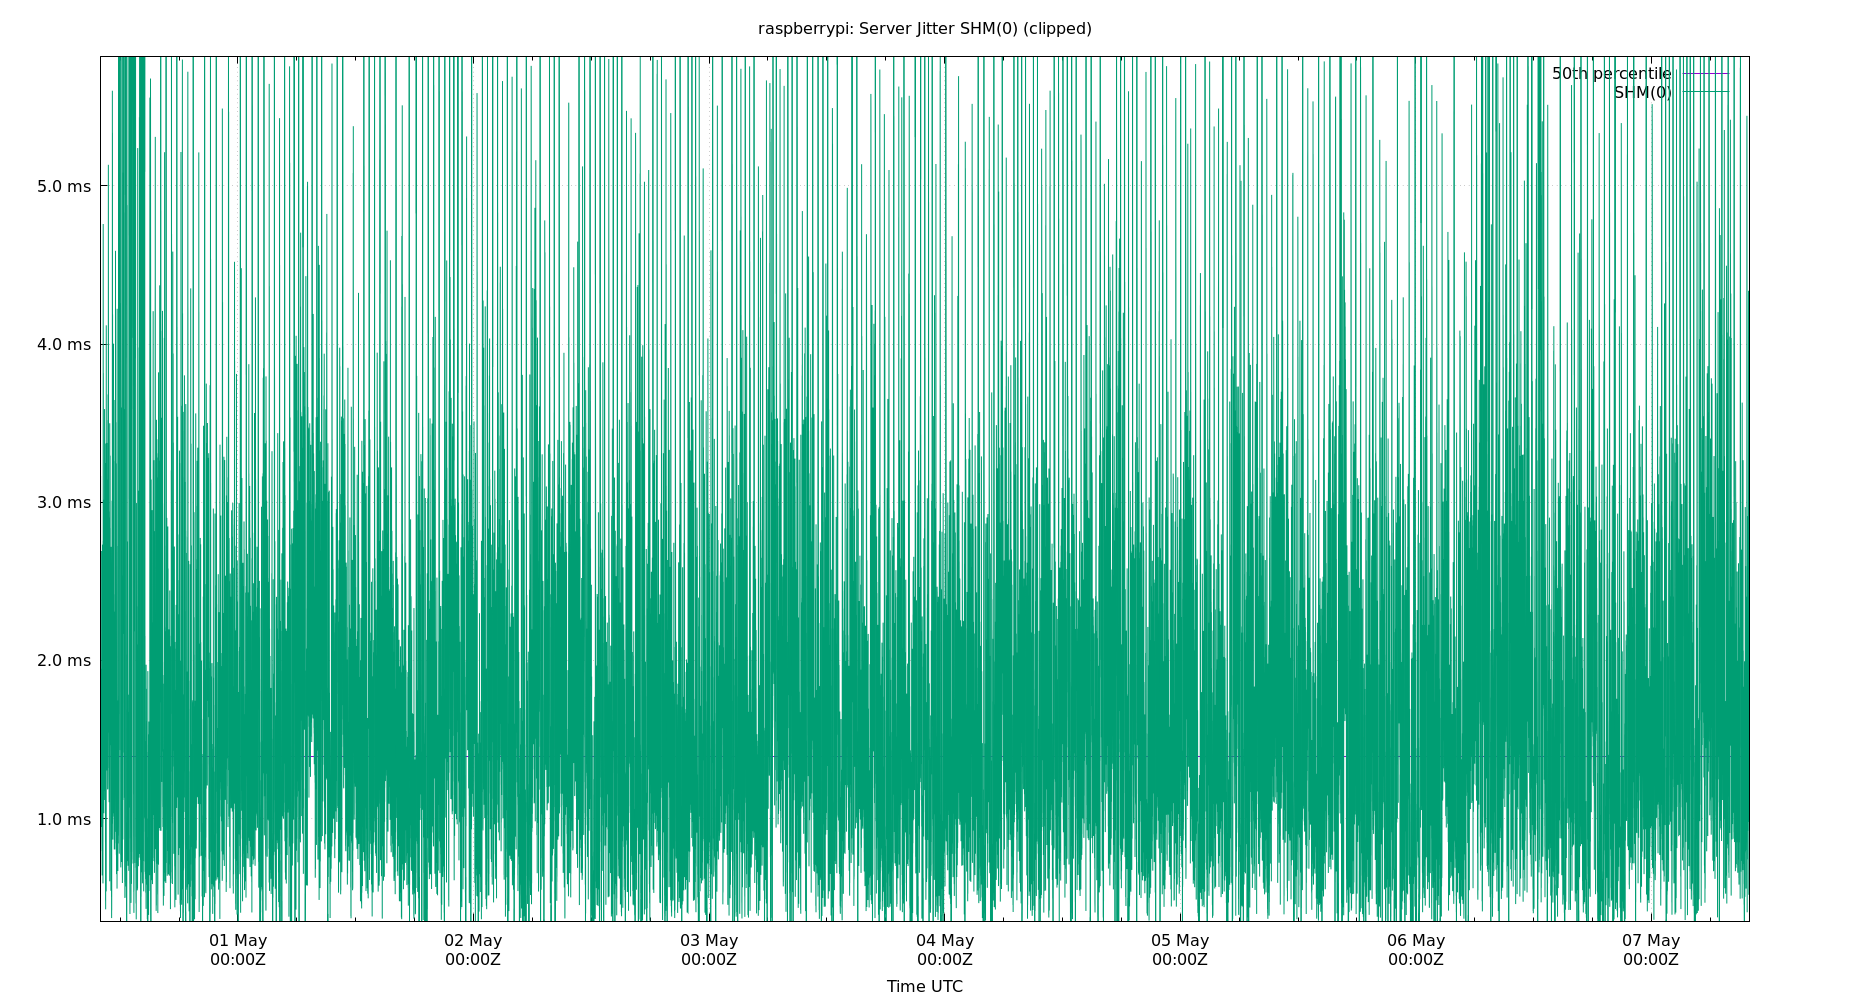 raspberrypi: Server Jitter SHM(0) (clipped)
50th percentile
SHM(0)
5.0 ms
4.0 ms
3.0 ms
2.0 ms
1.0 ms
01 May 02 May 03 May 04 May 05 May 06 May 07 May
00:00Z 00:00Z 00:00Z 00:00Z 00:00Z 00:00Z 00:00Z
Time UTC